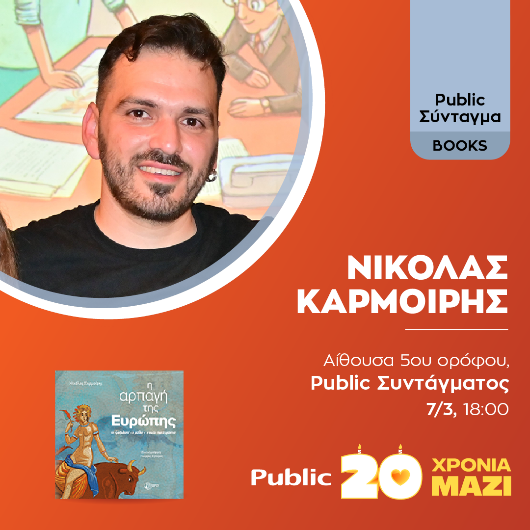 Public
Σύνταγμα
BOOKS
ΝΙΚΟΛΑΣ
ΚΑΡΜΟΙΡΗΣ
Αίθουσα 5ου ορόφου,
Public Συντάγματος
7/3, 18:00
η
αρπαγή
της
Ευρώπης
Public 20 ΧΡΟΝΙΑ
ΜΑΖΙ